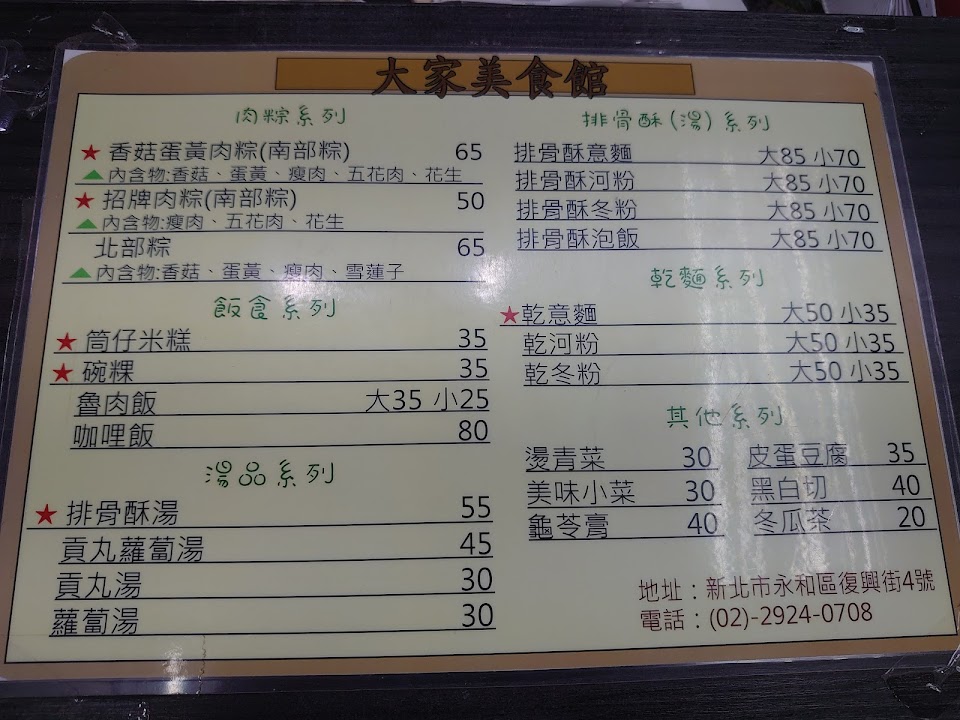 大家美食館
肉粽系列
★ 香菇蛋黃肉粽(南部粽) 65
▲內含物:香菇、蛋黃、瘦肉、五花肉、花生
★ 招牌肉粽(南部粽) 50
▲內含物:瘦肉、五花肉、花生
北部粽 65
▲內含物:香菇、蛋黃、瘦肉、雪蓮子
飯食系列
★ 筒仔米糕 35
★ 碗粿 35
魯肉飯 大35 小25
咖哩飯 80
湯品系列
★ 排骨酥湯 55
貢丸蘿蔔湯 45
貢丸湯 30
蘿蔔湯 30
排骨酥(湯)系列
排骨酥意麵 大85 小70
排骨酥河粉 大85 小70
排骨酥冬粉 大85 小70
排骨酥泡飯 大85 小70
乾麵系列
★乾意麵 大50 小35
乾河粉 大50 小35
乾冬粉 大50 小35
其他系列
燙青菜 30 皮蛋豆腐 35
美味小菜 30 黑白切 40
龜苓膏 40 冬瓜茶 20
地址：新北市永和區復興街4號
電話：(02)-2924-0708